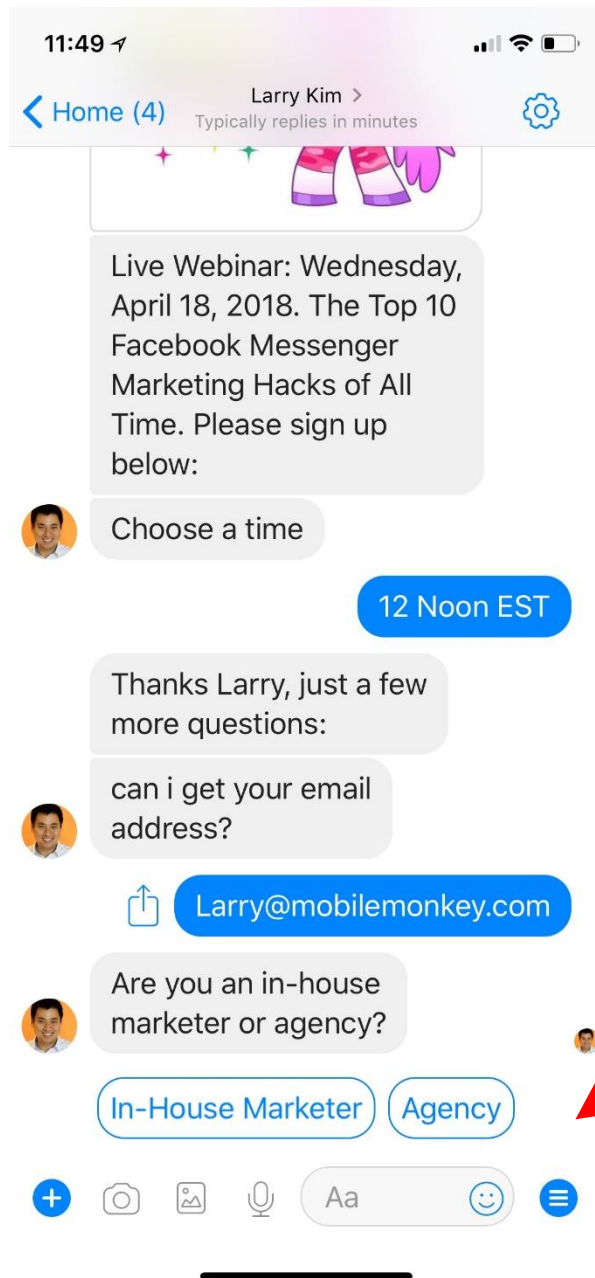 11:49
Home (4)
Larry Kim >
Typically replies in minutes
Live Webinar: Wednesday,
April 18, 2018. The Top 10
Facebook Messenger
Marketing Hacks of All
Time. Please sign up
below:
Choose a time
12 Noon EST
Thanks Larry, just a few
more questions:
can i get your email
address?
Larry@mobilemonkey.com
Are you an in-house
marketer or agency?
In-House Marketer
Agency
Aa